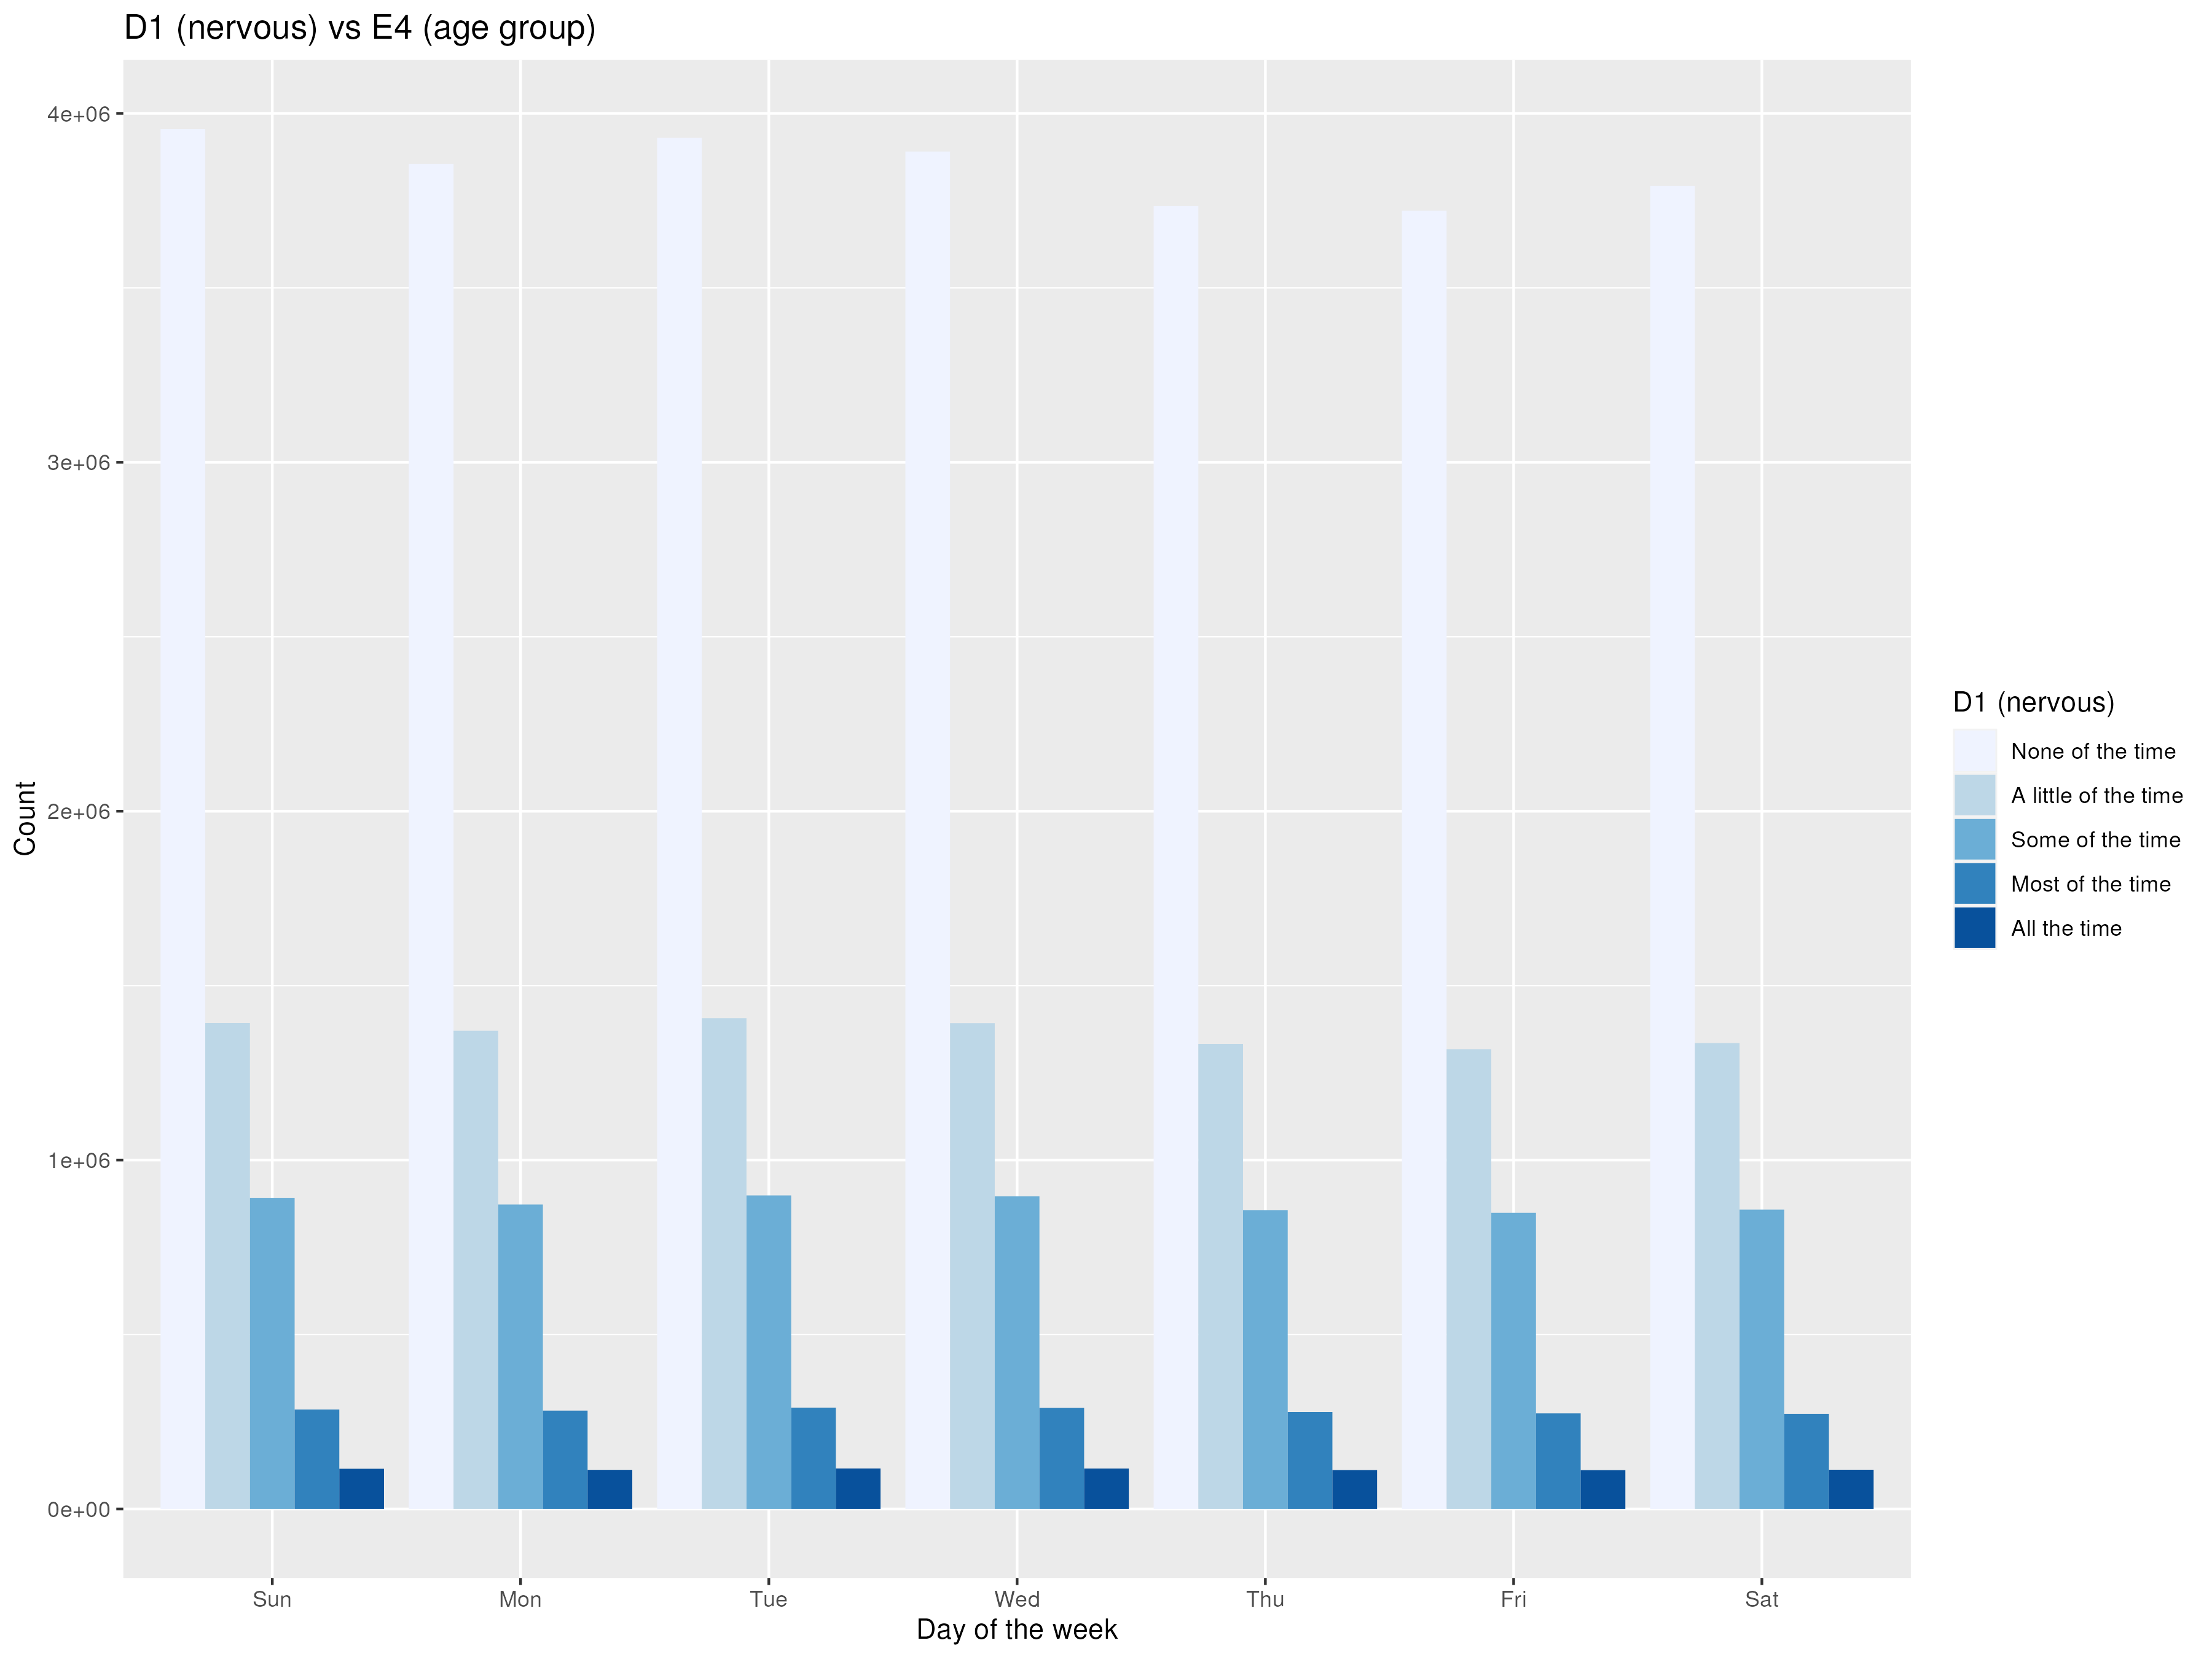 D1 (nervous) vs E4 (age group)
4e+06
3e+06
2e+06
1e+06
0e+00
Count
Sun Mon Tue Wed Thu Fri Sat
Day of the week
D1 (nervous)
None of the time
A little of the time
Some of the time
Most of the time
All the time